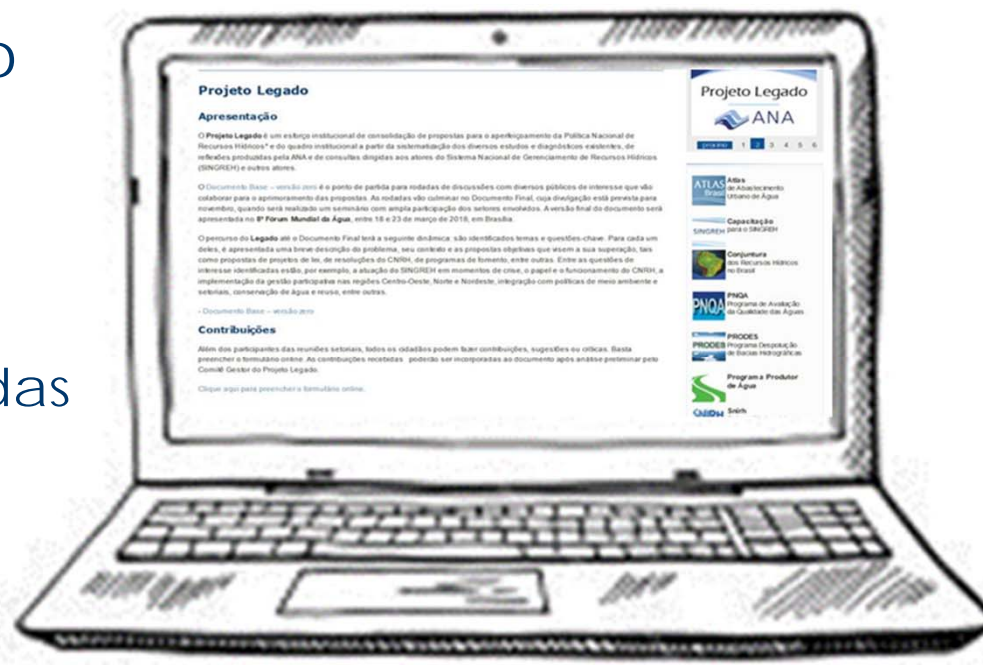 o
das
Projeto Legado
Apresentação
O Projeto Legado é um esforço institucional de consolidação de propostas para o aperfeiçoamento da Política Nacional de
Recursos Hídricos* e do quadro institucional a partir da sistematização dos diversos estudos e diagnósticos existentes, de
reflexões produzidas pela ANA e de consultas dirigidas aos atores do Sistema Nacional de Gerenciamento de Recursos Hídricos
(SINGREH) e outros atores.
O Documento Base – versão zero é o ponto de partida para rodadas de discussões com diversos públicos de interesse que vão
colaborar para o aprimoramento das propostas. As rodadas vão culminar no Documento Final, cuja divulgação está prevista para
novembro, quando será realizado um seminário com ampla participação dos setores envolvidos. A versão final do documento será
apresentada no 8º Fórum Mundial da Água, entre 18 e 23 de março de 2018, em Brasília.
O percurso do Legado até o Documento Final terá a seguinte dinâmica: são identificados temas e questões-chave. Para cada um
deles, é apresentada uma breve descrição do problema, seu contexto e as propostas objetivas que visem a sua superação, tais
como propostas de projetos de lei, de resoluções do CNRH, de programas de fomento, entre outras. Entre as questões de
interesse identificadas estão, por exemplo, a atuação do SINGREH em momentos de crise, o papel e o funcionamento do CNRH, a
implementação da gestão participativa nas regiões Centro-Oeste, Norte e Nordeste, integração com políticas de meio ambiente e
setoriais, conservação de água e reuso, entre outras.
- Documento Base – versão zero
Contribuições
Além dos participantes das reuniões setoriais, todos os cidadãos podem fazer contribuições, sugestões ou críticas. Basta
preencher o formulário online. As contribuições recebidas poderão ser incorporadas ao documento após análise preliminar pelo
Comitê Gestor do Projeto Legado.
Clique aqui para preencher o formulário online.
Projeto Legado
ANA
próximo 1 2 3 4 5 6
ATLAS Brasil
Atlas
de Abastecimento
Urbano de Água
SINGREH
Capacitação
para o SINGREH
Conjuntura
dos Recursos Hídricos
no Brasil
PNQA
PNQA
Programa de Avaliação
da Qualidade das Águas
PRODES
PRODES
Programa Despoluição
de Bacias Hidrográficas
Programa Produtor
de Água
Snirh